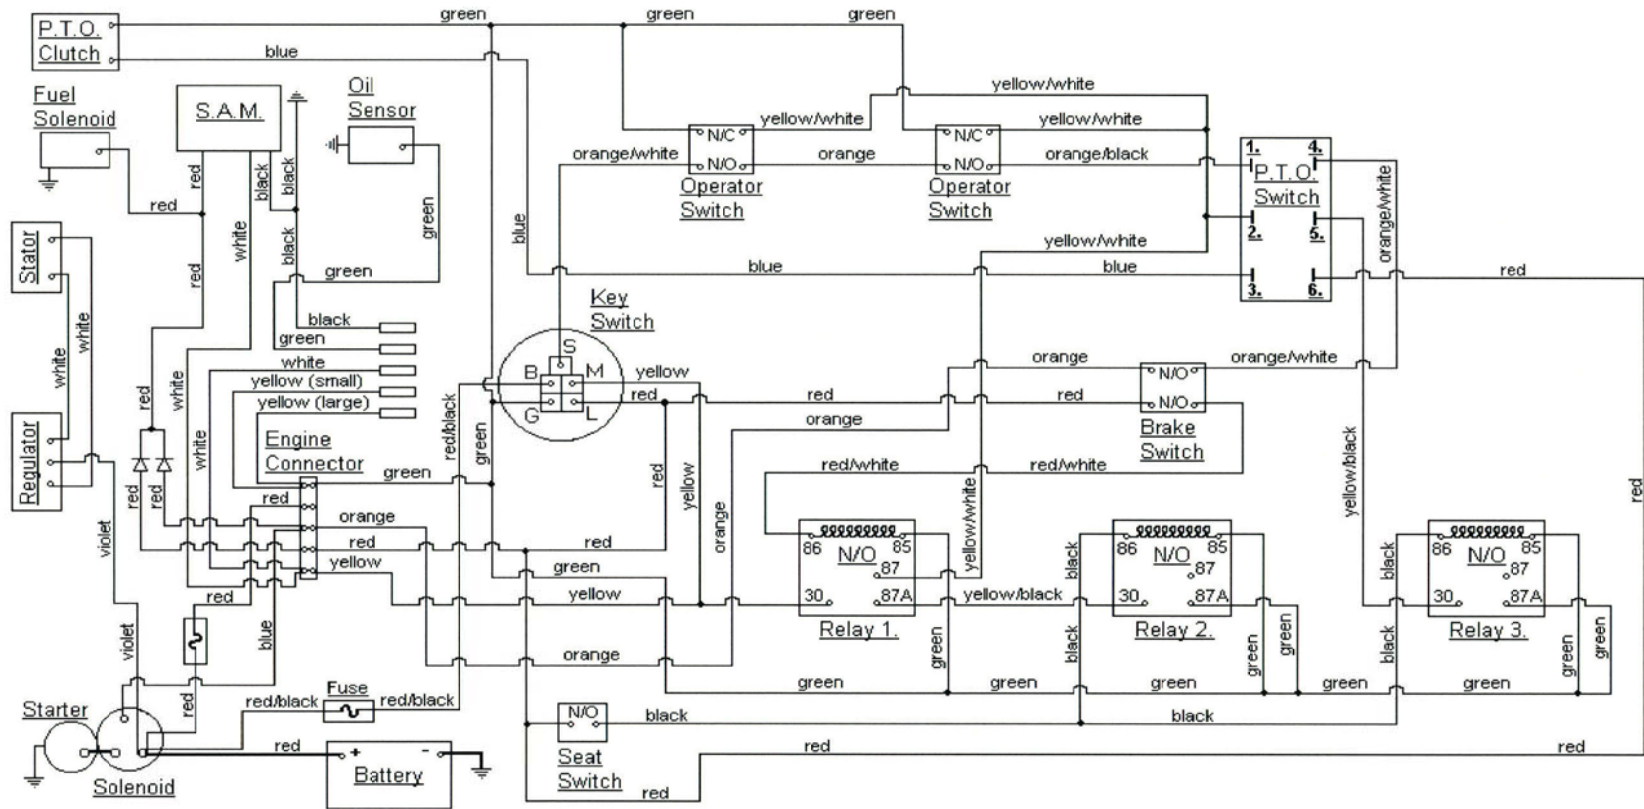 P.T.O.
Clutch
green
green
green
blue
Fuel
Solenoid
S.A.M.
Oil
Sensor
yellow/white
N/C
yellow/white
N/C
yellow/white
orange/white
N/O
orange
N/O
orange/black
1.
4.
P.T.O.
Switch
2.
5.
3.
6.
Operator
Switch
Operator
Switch
red
black
black
red
white
black
green
red
blue
yellow/white
orange/white
Stator
green
blue
blue
red
white
white
Key
Switch
black
green
white
yellow (small)
yellow (large)
S
B
M
G
L
yellow
red
orange
N/O
orange/white
red
red
N/O
orange
Brake
Switch
red
white
Regulator
white
Engine
Connector
red/black
green
green
red/white
red/white
red
yellow
yellow/white
yellow/black
red
red
red
red
orange
red
yellow
orange
violet
red
green
yellow
86
85
N/O
87
30
87A
Relay 1.
yellow/black
black
86
85
N/O
87
30
87A
Relay 2.
black
86
85
N/O
87
30
87A
Relay 3.
red
blue
violet
orange
green
black
green
green
black
green
green
green
green
green
green
green
red
Fuse
red/black
red/black
Starter
Solenoid
red
+
-
Battery
N/O
black
black
Seat
Switch
red
red
red